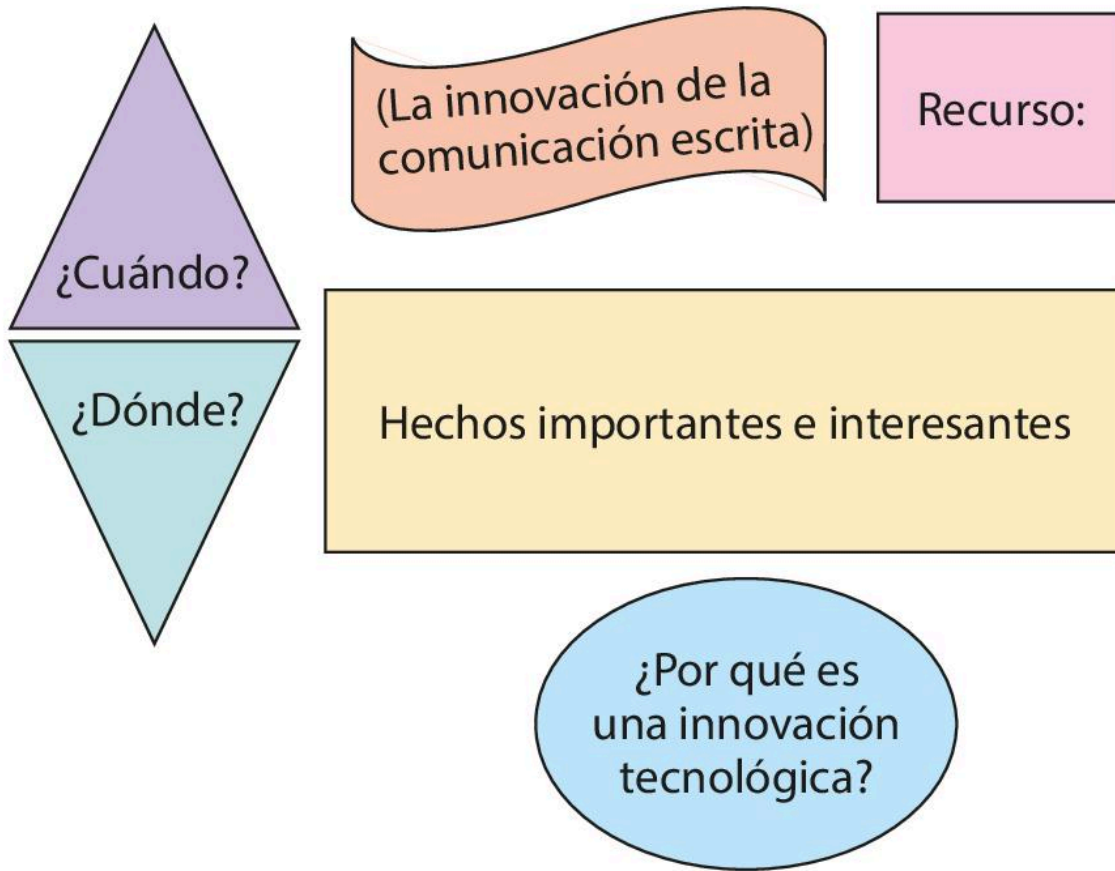 (La innovación de la
comunicación escrita)
Recurso:
¿Cuándo?
¿Dónde?
Hechos importantes e interesantes
¿Por qué es
una innovación
tecnológica?